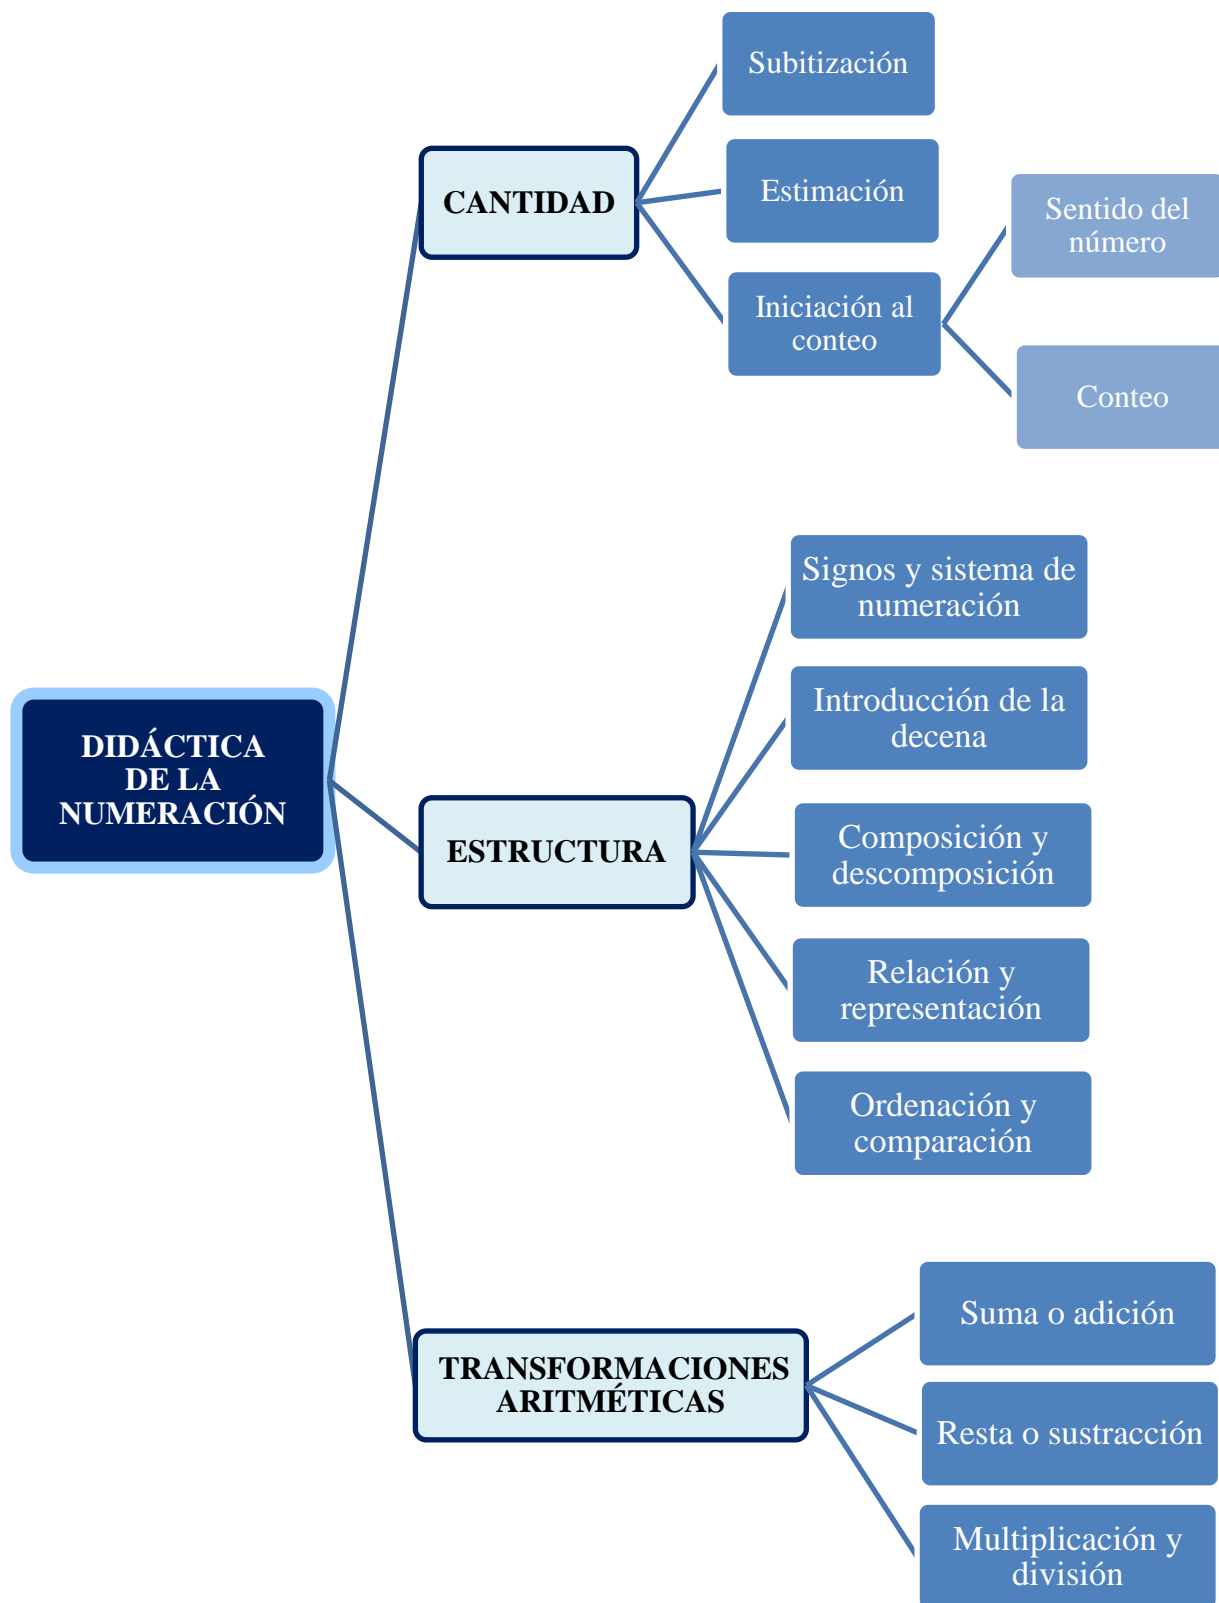 Subitización
CANTIDAD
Estimación
Sentido del
número
Iniciación al
conteo
Conteo
Signos y sistema de
numeración
Introducción de la
decena
DIDÁCTICA
DE LA
NUMERACIÓN
ESTRUCTURA
Composición y
descomposición
Relación y
representación
Ordenación y
comparación
Suma o adición
TRANSFORMACIONES
ARITMÉTICAS
Resta o sustracción
Multiplicación y
división